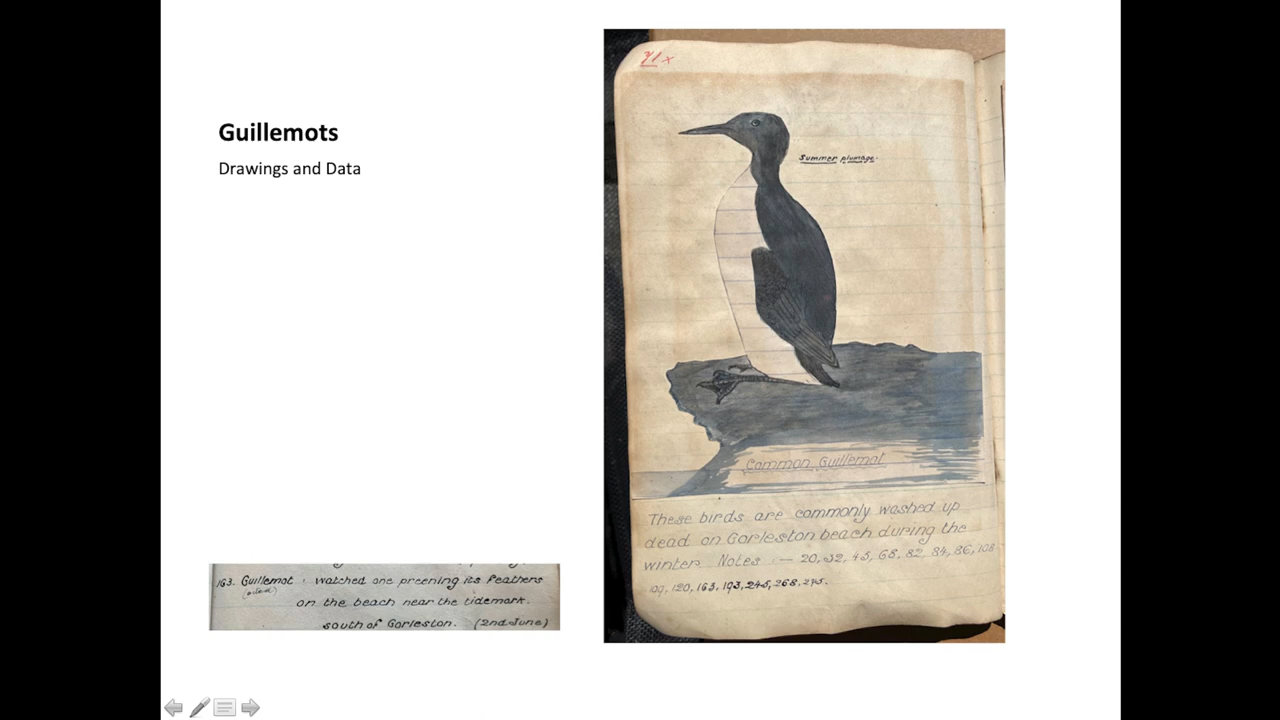 Guillemots
Drawings and Data
71 x
Summer plumage.
Common Guillemot
These birds are commonly washed up
dead on Gorleston beach during the
winter Notes :— 20, 32, 45, 68, 82 84, 86, 108
109, 120, 163, 193, 245, 268,
163. Guillemot : watched one preening its feathers
(oiled)
on the beach near the tidemark.
south of Gorleston. (2nd June)